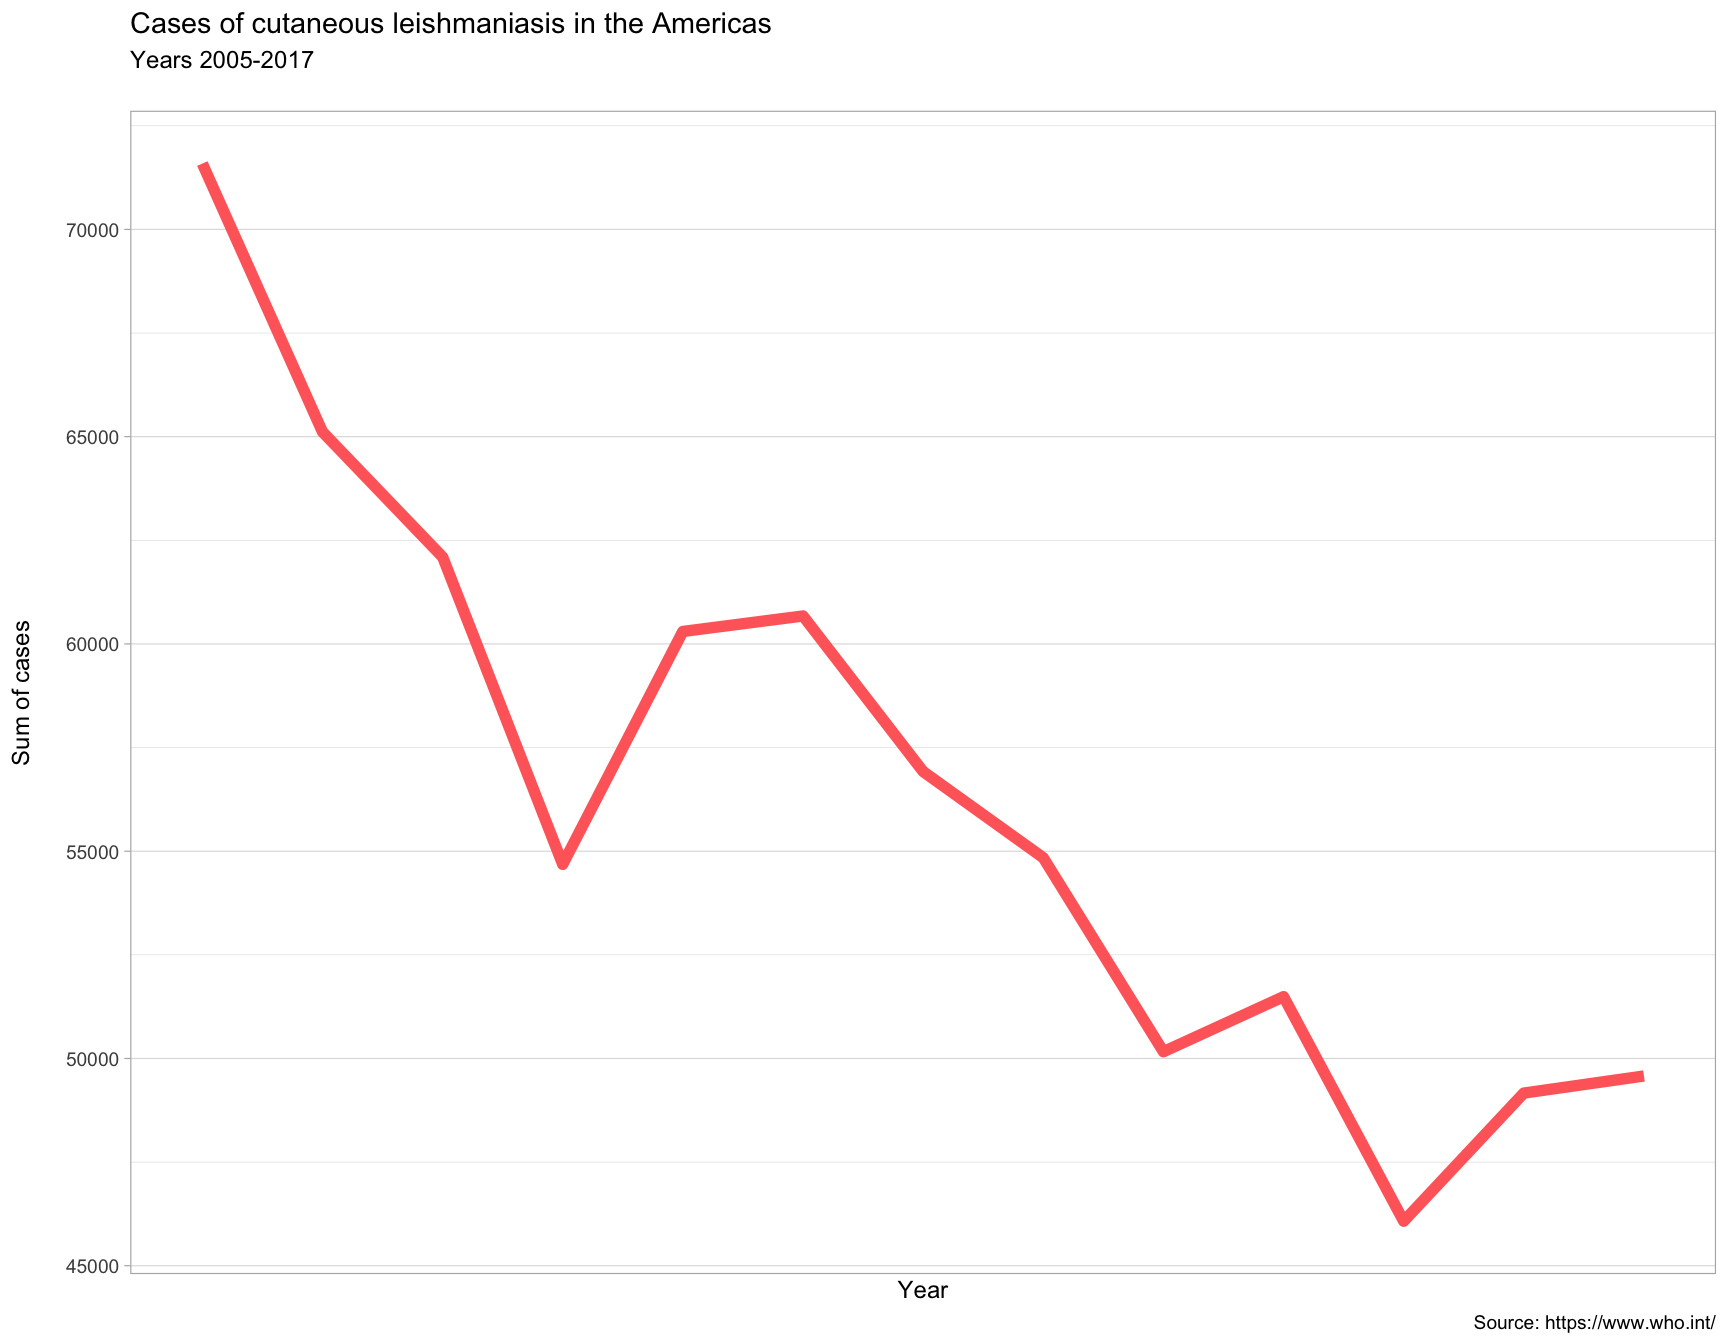 Cases of cutaneous leishmaniasis in the Americas
Years 2005-2017
70000
65000
60000
55000
50000
45000
Sum of cases
Year
Source: https://www.who.int/